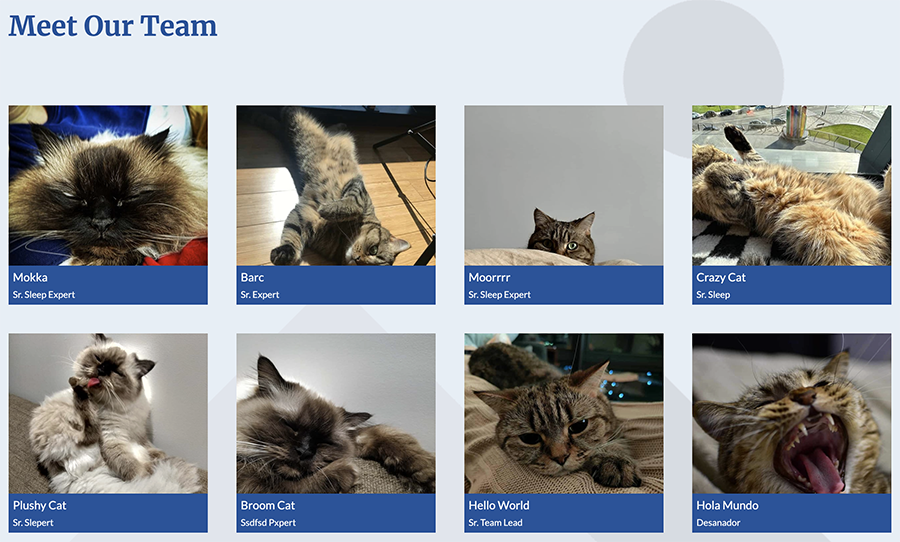 Meet Our Team
Mokka
Sr. Sleep Expert
Barc
Sr. Expert
Moorrrr
Sr. Sleep Expert
Crazy Cat
Sr. Sleep
Plushy Cat
Sr. Slepert
Broom Cat
Ssdfsd Pxpert
Hello World
Sr. Team Lead
Hola Mundo
Desanador